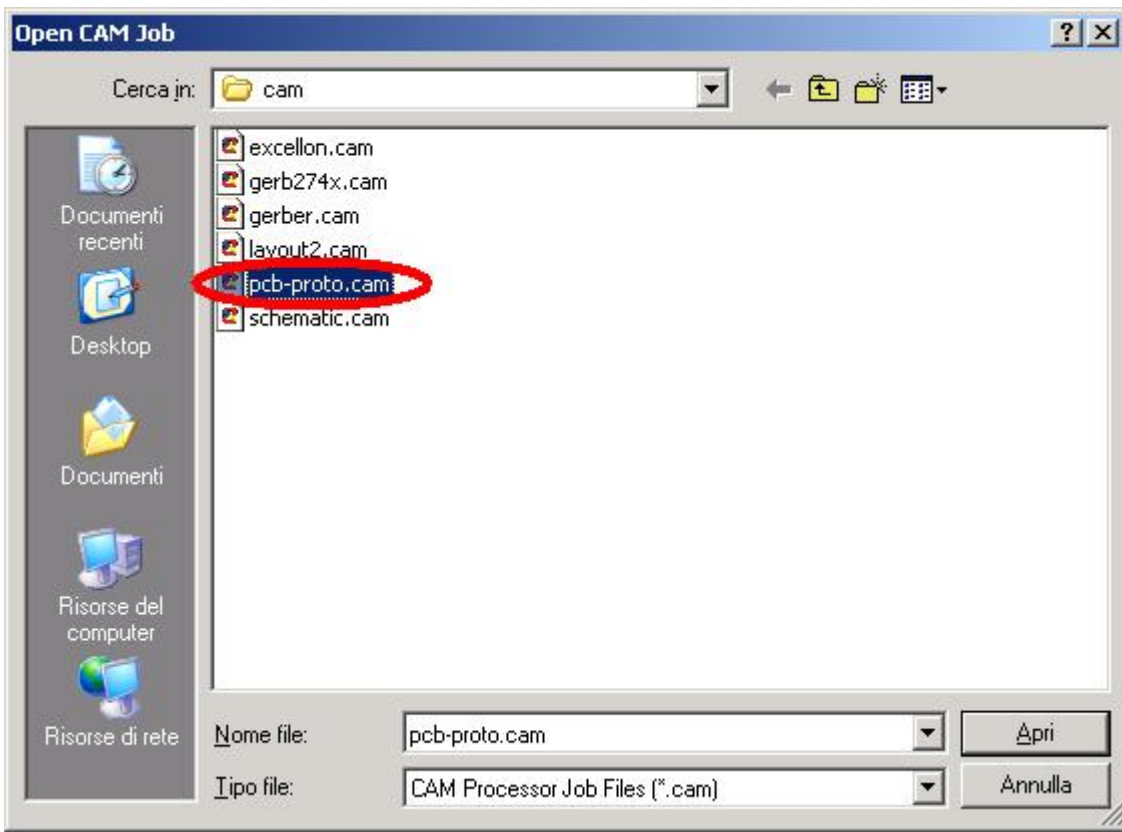 Open CAM Job
Cerca in:
cam
excellon.cam
gerb274x.cam
gerber.cam
layout2.cam
pcb-proto.cam
schematic.cam
Documenti
recenti
Desktop
Documenti
Risorse del
computer
Risorse di rete
Nome file:
pcb-proto.cam
Apri
Tipo file:
CAM Processor Job Files (*.cam)
Annulla